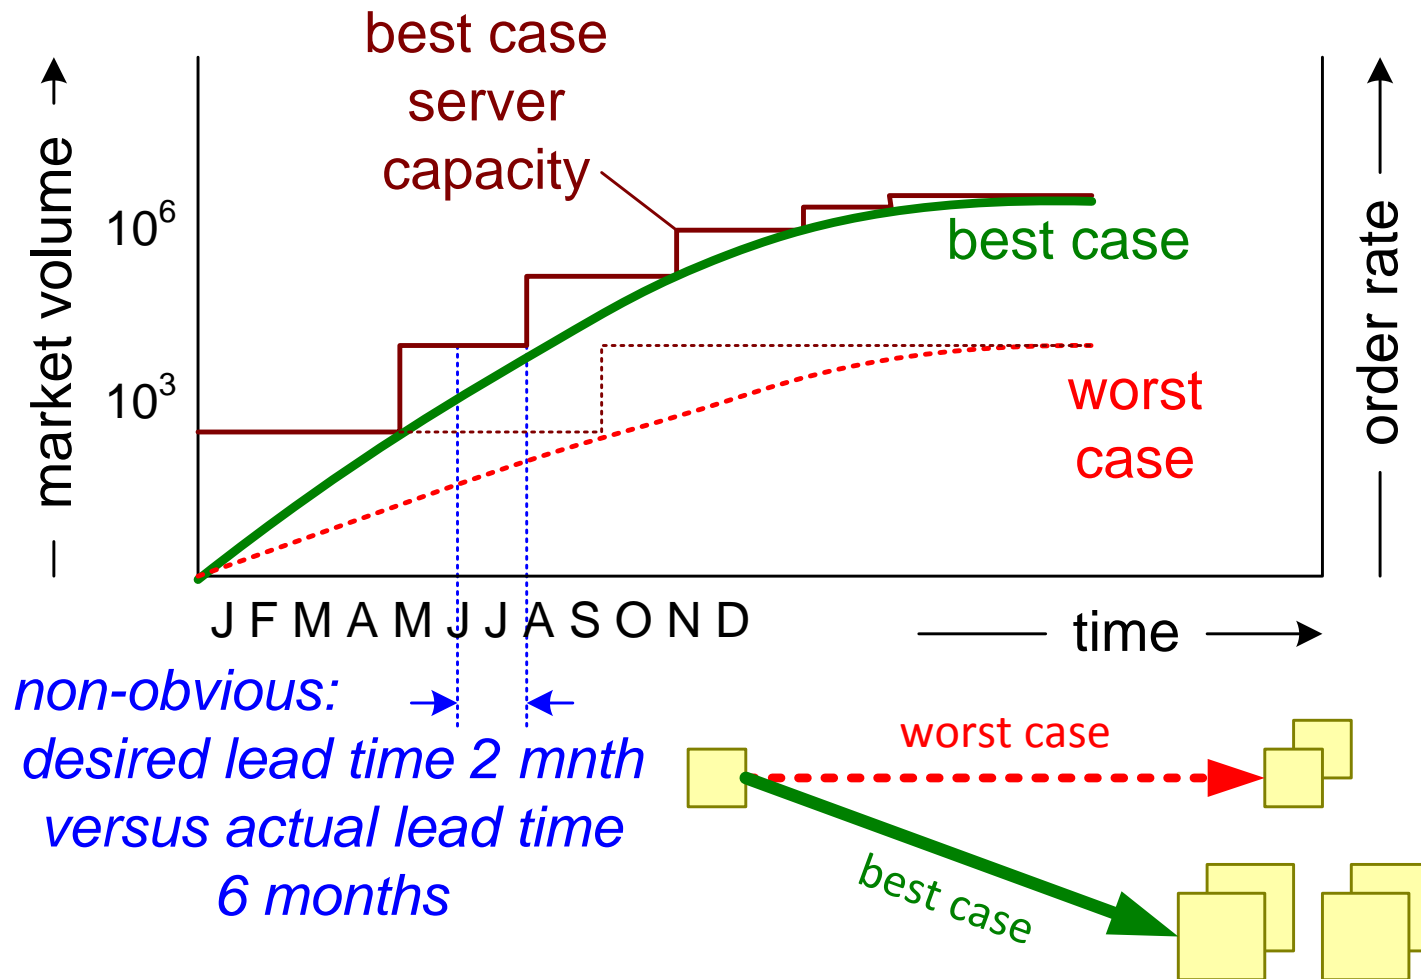 best case
server
capacity
market volume
10^6
10^3
best case
worst
case
order rate
J F M A M J J A S O N D
time
non-obvious:
desired lead time 2 mnth
versus actual lead time
6 months
worst case
best case